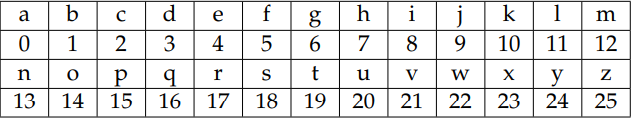 a b c d e f g h i j k l m
0 1 2 3 4 5 6 7 8 9 10 11 12
n o p q r s t u v w x y z
13 14 15 16 17 18 19 20 21 22 23 24 25